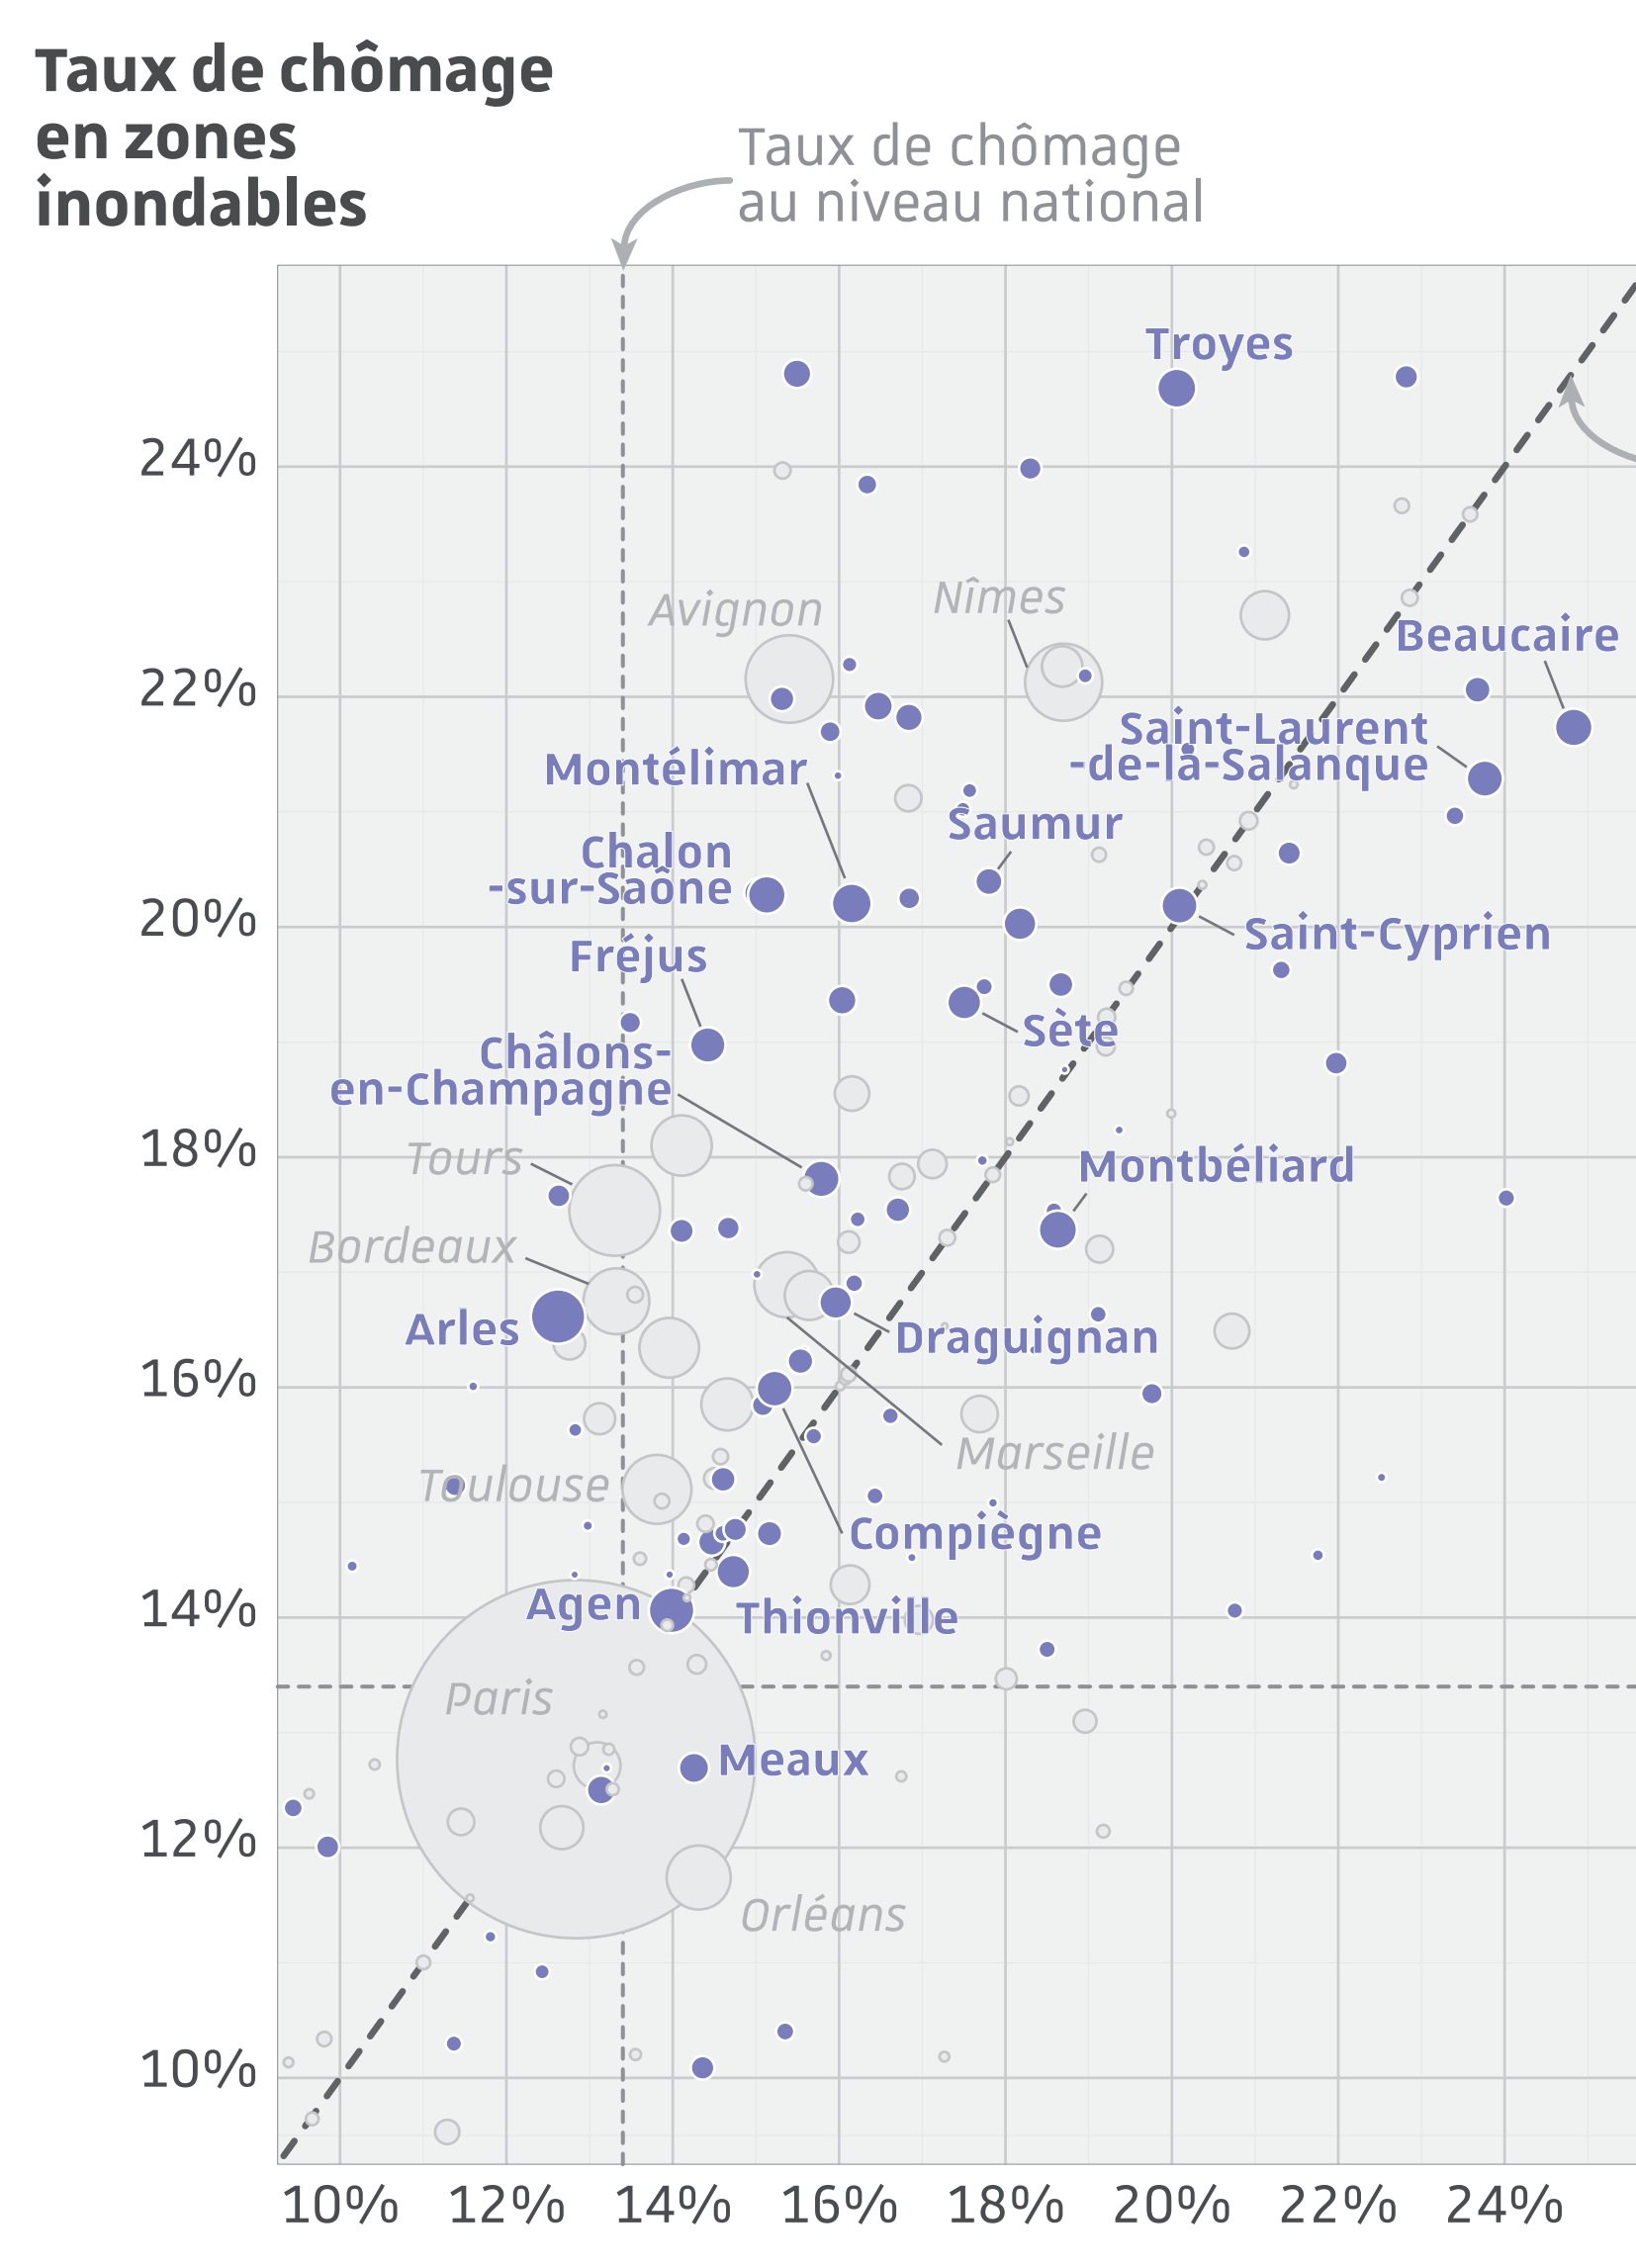 Taux de chômage
en zones
inondables
Taux de chômage
au niveau national
Troyes
24%
Avignon
Nîmes
Beaucaire
22%
Saint-Laurent
-de-la-Salanque
Montélimar
Saumur
Chalon
-sur-Saône
20%
Saint-Cyprien
Fréjus
Sète
Châlons-
en-Champagne
18%
Tours
Montbéliard
Bordeaux
Arles
Draguignan
16%
Marseille
Toulouse
Compiègne
14%
Agen
Thionville
Paris
Meaux
12%
Orléans
10%
10% 12% 14% 16% 18% 20% 22% 24%